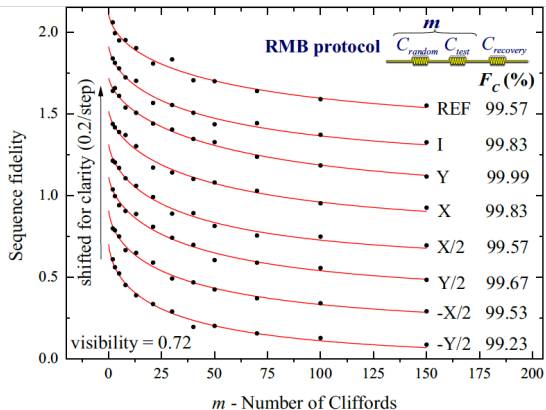 m
RMB protocol
C_random C_test C_recovery
F_C (%)
REF 99.57
I 99.83
Y 99.99
X 99.83
X/2 99.57
Y/2 99.67
-X/2 99.53
-Y/2 99.23
2.0
1.5
1.0
0.5
0.0
Sequence fidelity
shifted for clarity (0.2/step)
visibility = 0.72
0 25 50 75 100 125 150 175 200
m - Number of Cliffords